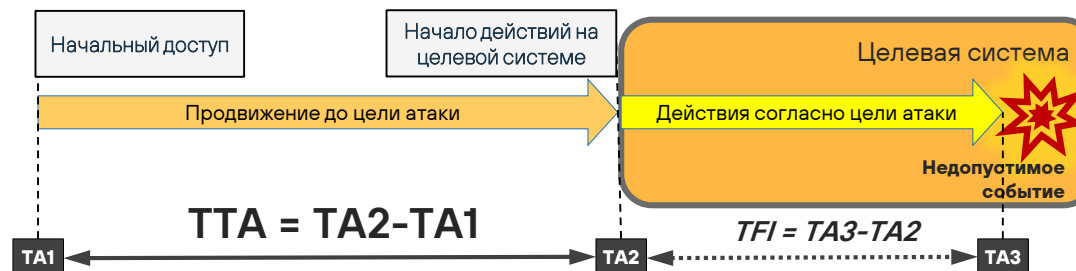 Начальный доступ
Начало действий на
целевой системе
Целевая система
Продвижение до цели атаки
Действия согласно цели атаки
Недопустимое
событие
TTA = TA2-TA1
TFI = TA3-TA2
TA1
TA2
TA3